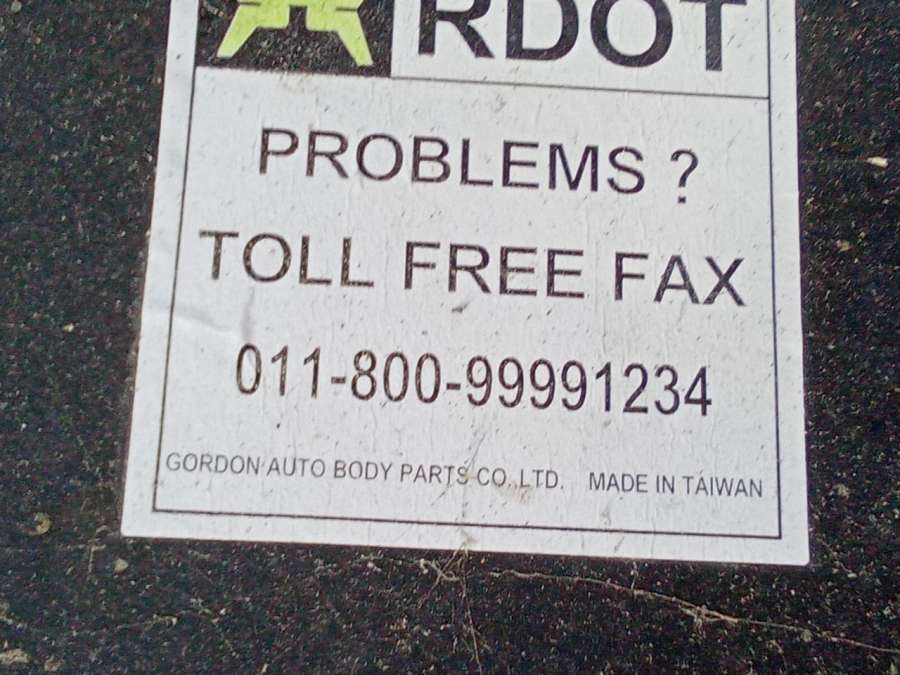 RDOT
PROBLEMS ?
TOLL FREE FAX
011-800-99991234
GORDON AUTO BODY PARTS CO., LTD. MADE IN TAIWAN